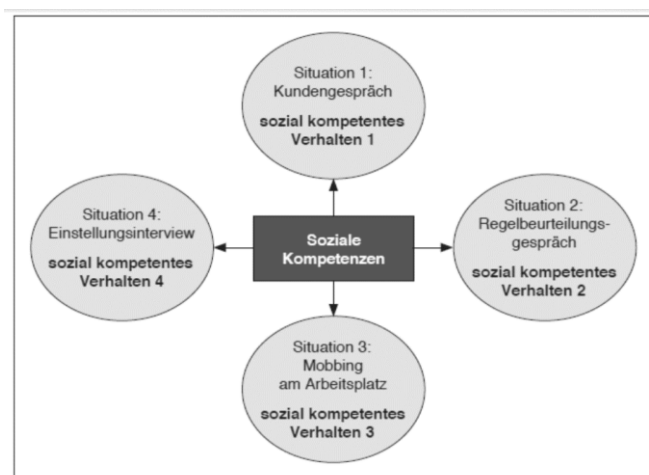 Situation 1:
Kundengespräch
sozial kompetentes
Verhalten 1
Situation 4:
Einstellungsinterview
sozial kompetentes
Verhalten 4
Soziale
Kompetenzen
Situation 2:
Regelbeurteilungs-
gespräch
sozial kompetentes
Verhalten 2
Situation 3:
Mobbing
am Arbeitsplatz
sozial kompetentes
Verhalten 3